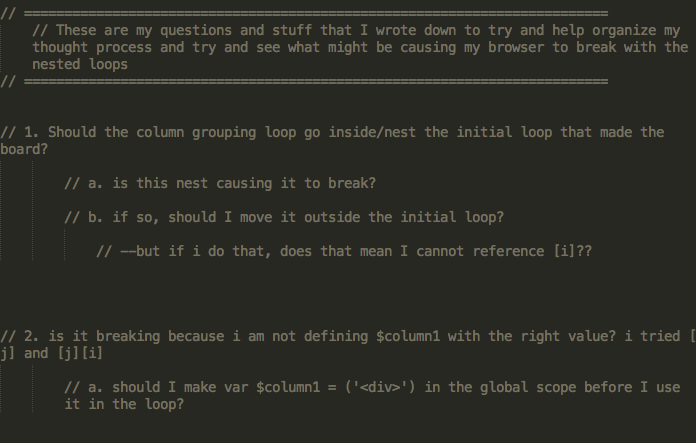 // =========================================================================
// These are my questions and stuff that I wrote down to try and help organize my
thought process and try and see what might be causing my browser to break with the
nested loops
// =========================================================================
// 1. Should the column grouping loop go inside/nest the initial loop that made the
board?
// a. is this nest causing it to break?
// b. if so, should I move it outside the initial loop?
// --but if i do that, does that mean I cannot reference [i]??
// 2. is it breaking because i am not defining $column1 with the right value? i tried [
j] and [j][i]
// a. should I make var $column1 = ('<div>') in the global scope before I use
it in the loop?